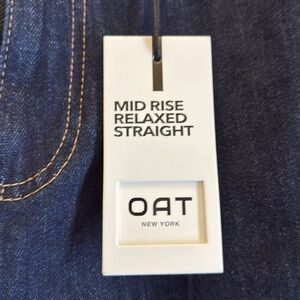 MID RISE
RELAXED
STRAIGHT
OAT
NEW YORK